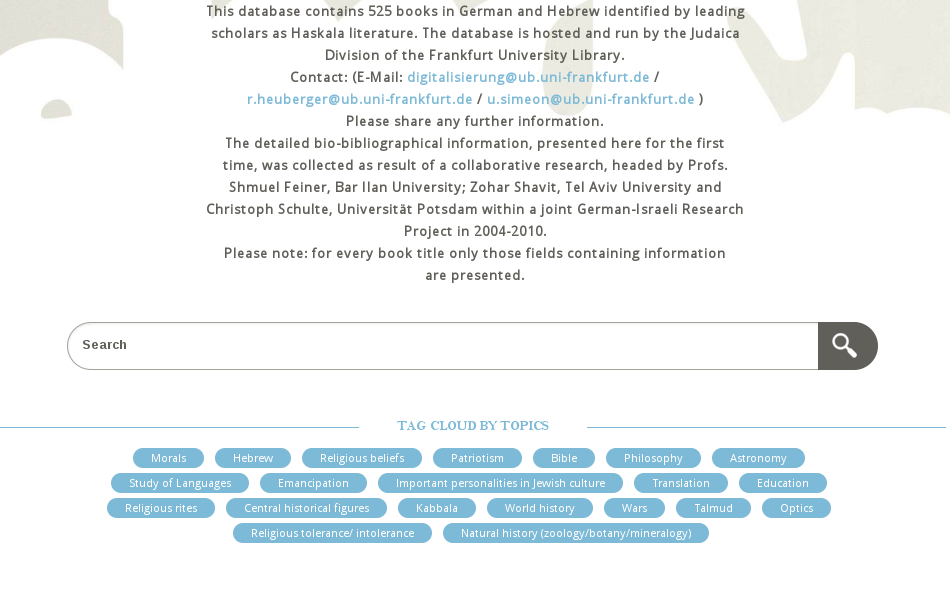 This database contains 525 books in German and Hebrew identified by leading
scholars as Haskala literature. The database is hosted and run by the Judaica
Division of the Frankfurt University Library.
Contact: (E-Mail: digitalisierung@ub.uni-frankfurt.de /
r.heuberger@ub.uni-frankfurt.de / u.simeon@ub.uni-frankfurt.de )
Please share any further information.
The detailed bio-bibliographical information, presented here for the first
time, was collected as result of a collaborative research, headed by Profs.
Shmuel Feiner, Bar Ilan University; Zohar Shavit, Tel Aviv University and
Christoph Schulte, Universität Potsdam within a joint German-Israeli Research
Project in 2004-2010.
Please note: for every book title only those fields containing information
are presented.
Search
TAG CLOUD BY TOPICS
Morals Hebrew Religious beliefs Patriotism Bible Philosophy Astronomy
Study of Languages Emancipation Important personalities in Jewish culture Translation Education
Religious rites Central historical figures Kabbala World history Wars Talmud Optics
Religious tolerance/ intolerance Natural history (zoology/botany/mineralogy)